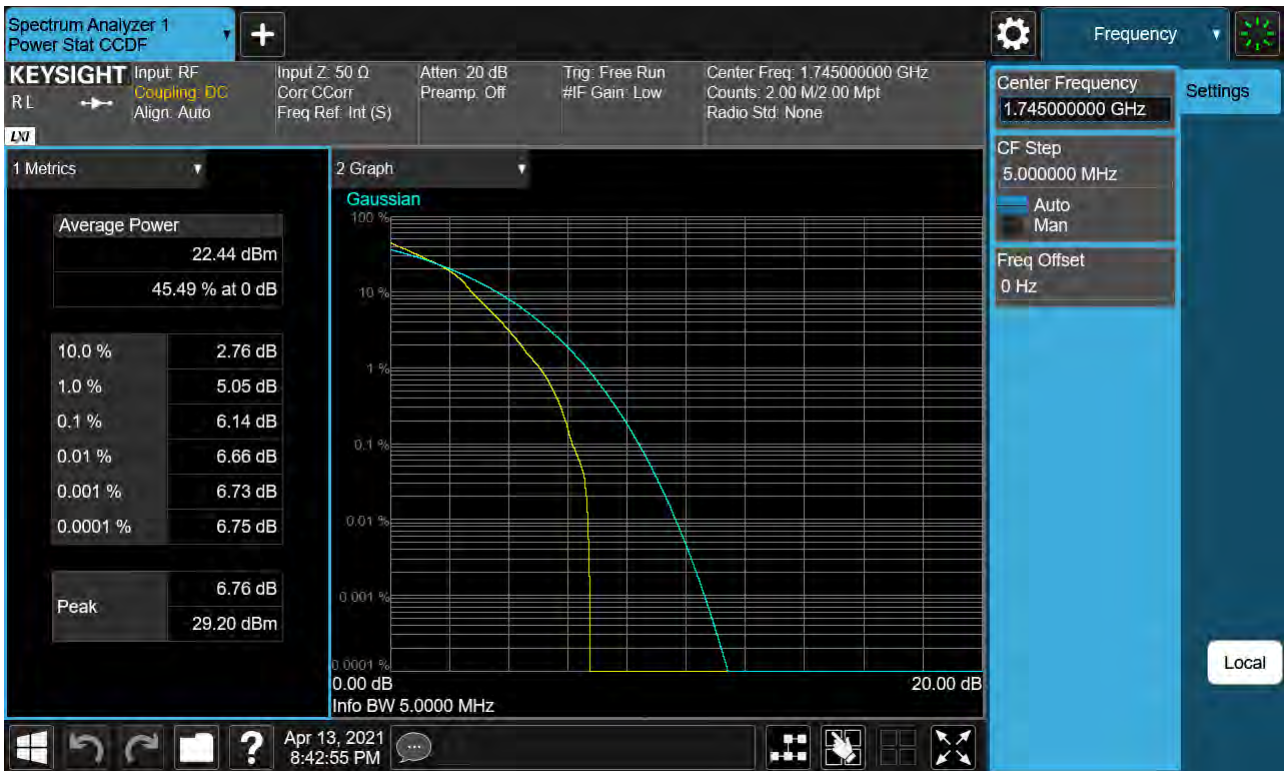 Spectrum Analyzer 1
Power Stat CCDF
Frequency
KEYSIGHT
R L
LXI
Input: RF
Coupling: DC
Align: Auto
Input Z: 50 Ω
Corr CCorr
Freq Ref: Int (S)
Atten: 20 dB
Preamp: Off
Trig: Free Run
#IF Gain: Low
Center Freq: 1.745000000 GHz
Counts: 2.00 M/2.00 Mpt
Radio Std: None
Center Frequency
1.745000000 GHz
Settings
CF Step
5.000000 MHz
Auto
Man
Freq Offset
0 Hz
Local
1 Metrics
Average Power
22.44 dBm
45.49 % at 0 dB
10.0 % 2.76 dB
1.0 % 5.05 dB
0.1 % 6.14 dB
0.01 % 6.66 dB
0.001 % 6.73 dB
0.0001 % 6.75 dB
Peak
6.76 dB
29.20 dBm
2 Graph
Gaussian
100 %
10 %
1 %
0.1 %
0.01 %
0.001 %
0.0001 %
0.00 dB
20.00 dB
Info BW 5.0000 MHz
Apr 13, 2021
8:42:55 PM